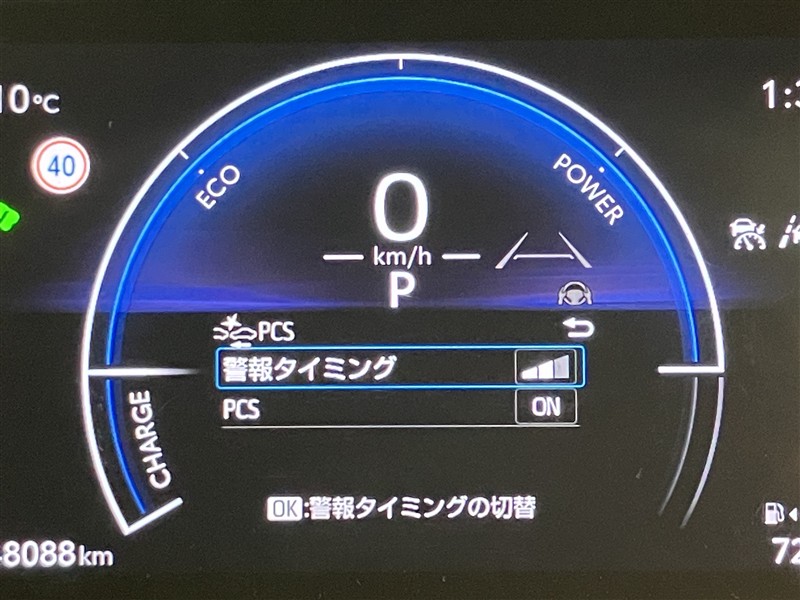 10℃
1:3
40
ECO
POWER
0
km/h
P
PCS
警報タイミング
PCS ON
CHARGE
OK:警報タイミングの切替
8088km
72